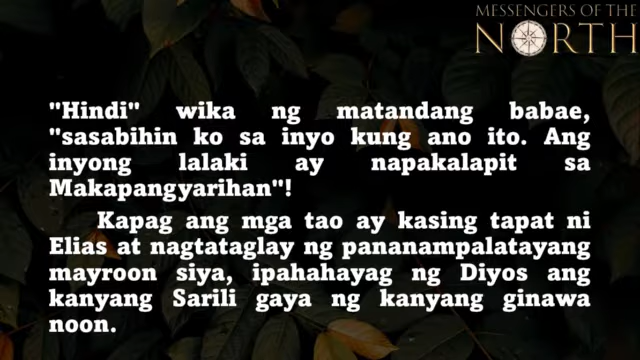 MESSENGERS OF THE
NORTH
"Hindi" wika ng matandang babae,
"sasabihin ko sa inyo kung ano ito. Ang
inyong lalaki ay napakalapit sa
Makapangyarihan"!
Kapag ang mga tao ay kasing tapat ni
Elias at nagtataglay ng pananampalatayang
mayroon siya, ipahahayag ng Diyos ang
kanyang Sarili gaya ng kanyang ginawa
noon.